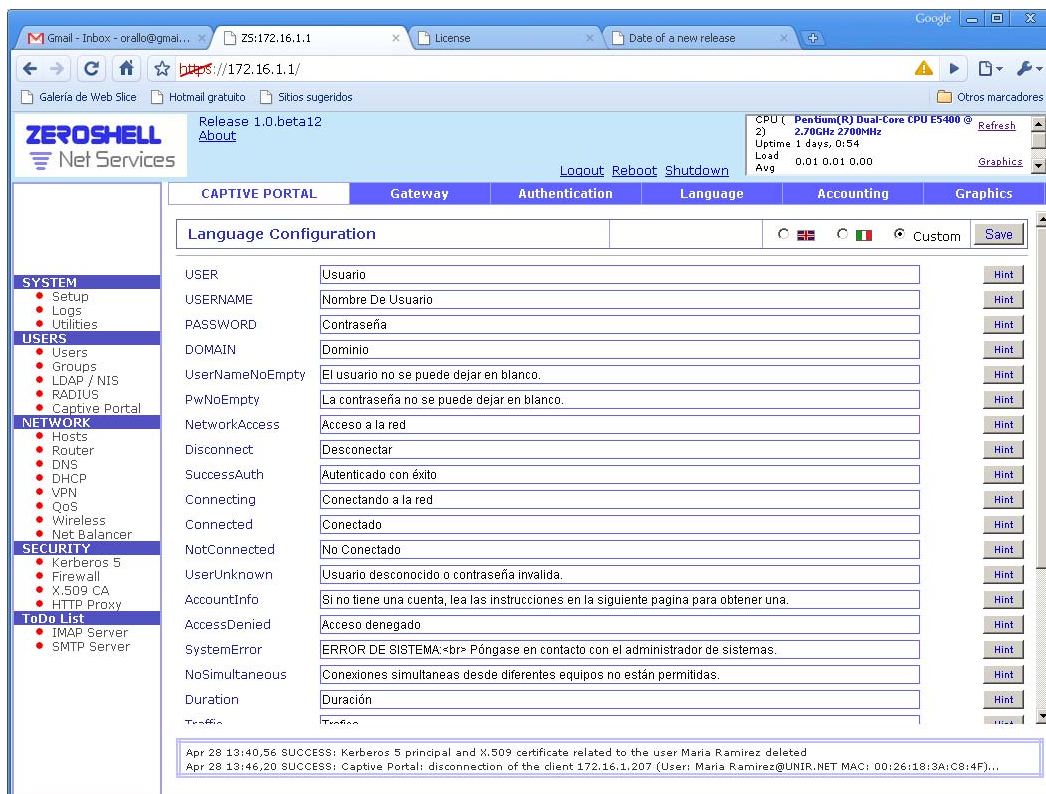 Google
Gmail - Inbox - orallo@gmai...
ZS:172.16.1.1
License
Date of a new release
https://172.16.1.1/
Galería de Web Slice
Hotmail gratuito
Sitios sugeridos
Otros marcadores
ZEROSHELL
Net Services
Release 1.0.beta12
About
Logout Reboot Shutdown
CPU ( Pentium(R) Dual-Core CPU E5400 @
2) 2.70GHz 2700MHz
Uptime 1 days, 0:54
Load
Avg 0.01 0.01 0.00
Refresh
Graphics
CAPTIVE PORTAL Gateway Authentication Language Accounting Graphics
Language Configuration
Custom
Save
SYSTEM
Setup
Logs
Utilities
USERS
Users
Groups
LDAP / NIS
RADIUS
Captive Portal
NETWORK
Hosts
Router
DNS
DHCP
VPN
QoS
Wireless
Net Balancer
SECURITY
Kerberos 5
Firewall
X.509 CA
HTTP Proxy
ToDo List
IMAP Server
SMTP Server
USER Usuario Hint
USERNAME Nombre De Usuario Hint
PASSWORD Contraseña Hint
DOMAIN Dominio Hint
UserNameNoEmpty El usuario no se puede dejar en blanco. Hint
PwNoEmpty La contraseña no se puede dejar en blanco. Hint
NetworkAccess Acceso a la red Hint
Disconnect Desconectar Hint
SuccessAuth Autenticado con éxito Hint
Connecting Conectando a la red Hint
Connected Conectado Hint
NotConnected No Conectado Hint
UserUnknown Usuario desconocido o contraseña invalida. Hint
AccountInfo Si no tiene una cuenta, lea las instrucciones en la siguiente pagina para obtener una. Hint
AccessDenied Acceso denegado Hint
SystemError ERROR DE SISTEMA:<br> Póngase en contacto con el administrador de sistemas. Hint
NoSimultaneous Conexiones simultaneas desde diferentes equipos no están permitidas. Hint
Duration Duración Hint
Traffic Trafico Hint
Apr 28 13:40,56 SUCCESS: Kerberos 5 principal and X.509 certificate related to the user Maria Ramirez deleted
Apr 28 13:46,20 SUCCESS: Captive Portal: disconnection of the client 172.16.1.207 (User: Maria Ramirez@UNIR.NET MAC: 00:26:18:3A:C8:4F)...